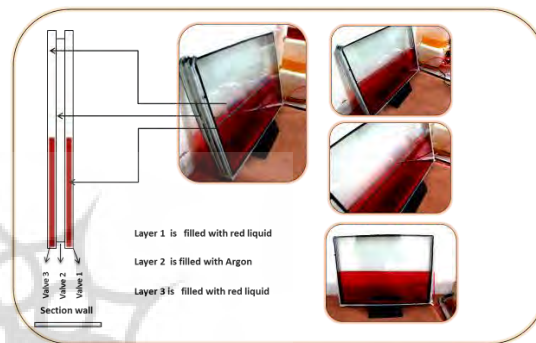 Layer 1 is filled with red liquid
Layer 2 is filled with Argon
Layer 3 is filled with red liquid
Valve 3
Valve 2
Valve 1
Section wall